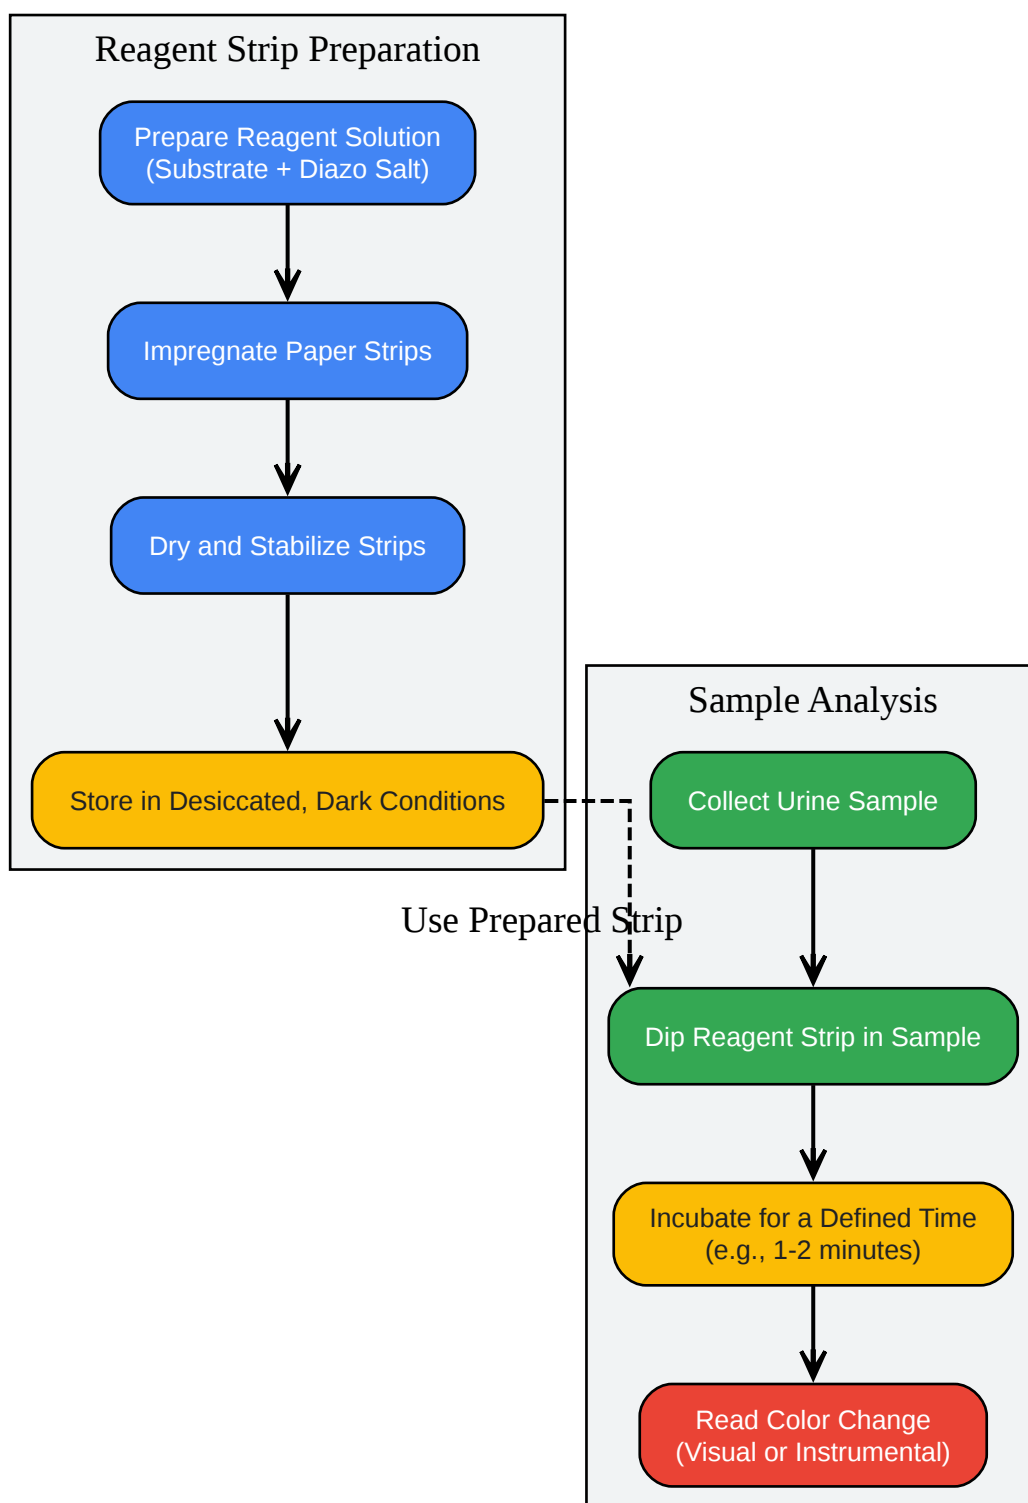 Reagent Strip Preparation
Prepare Reagent Solution
(Substrate + Diazo Salt)
Impregnate Paper Strips
Dry and Stabilize Strips
Store in Desiccated, Dark Conditions
Use Prepared Strip
Sample Analysis
Collect Urine Sample
Dip Reagent Strip in Sample
Incubate for a Defined Time
(e.g., 1-2 minutes)
Read Color Change
(Visual or Instrumental)